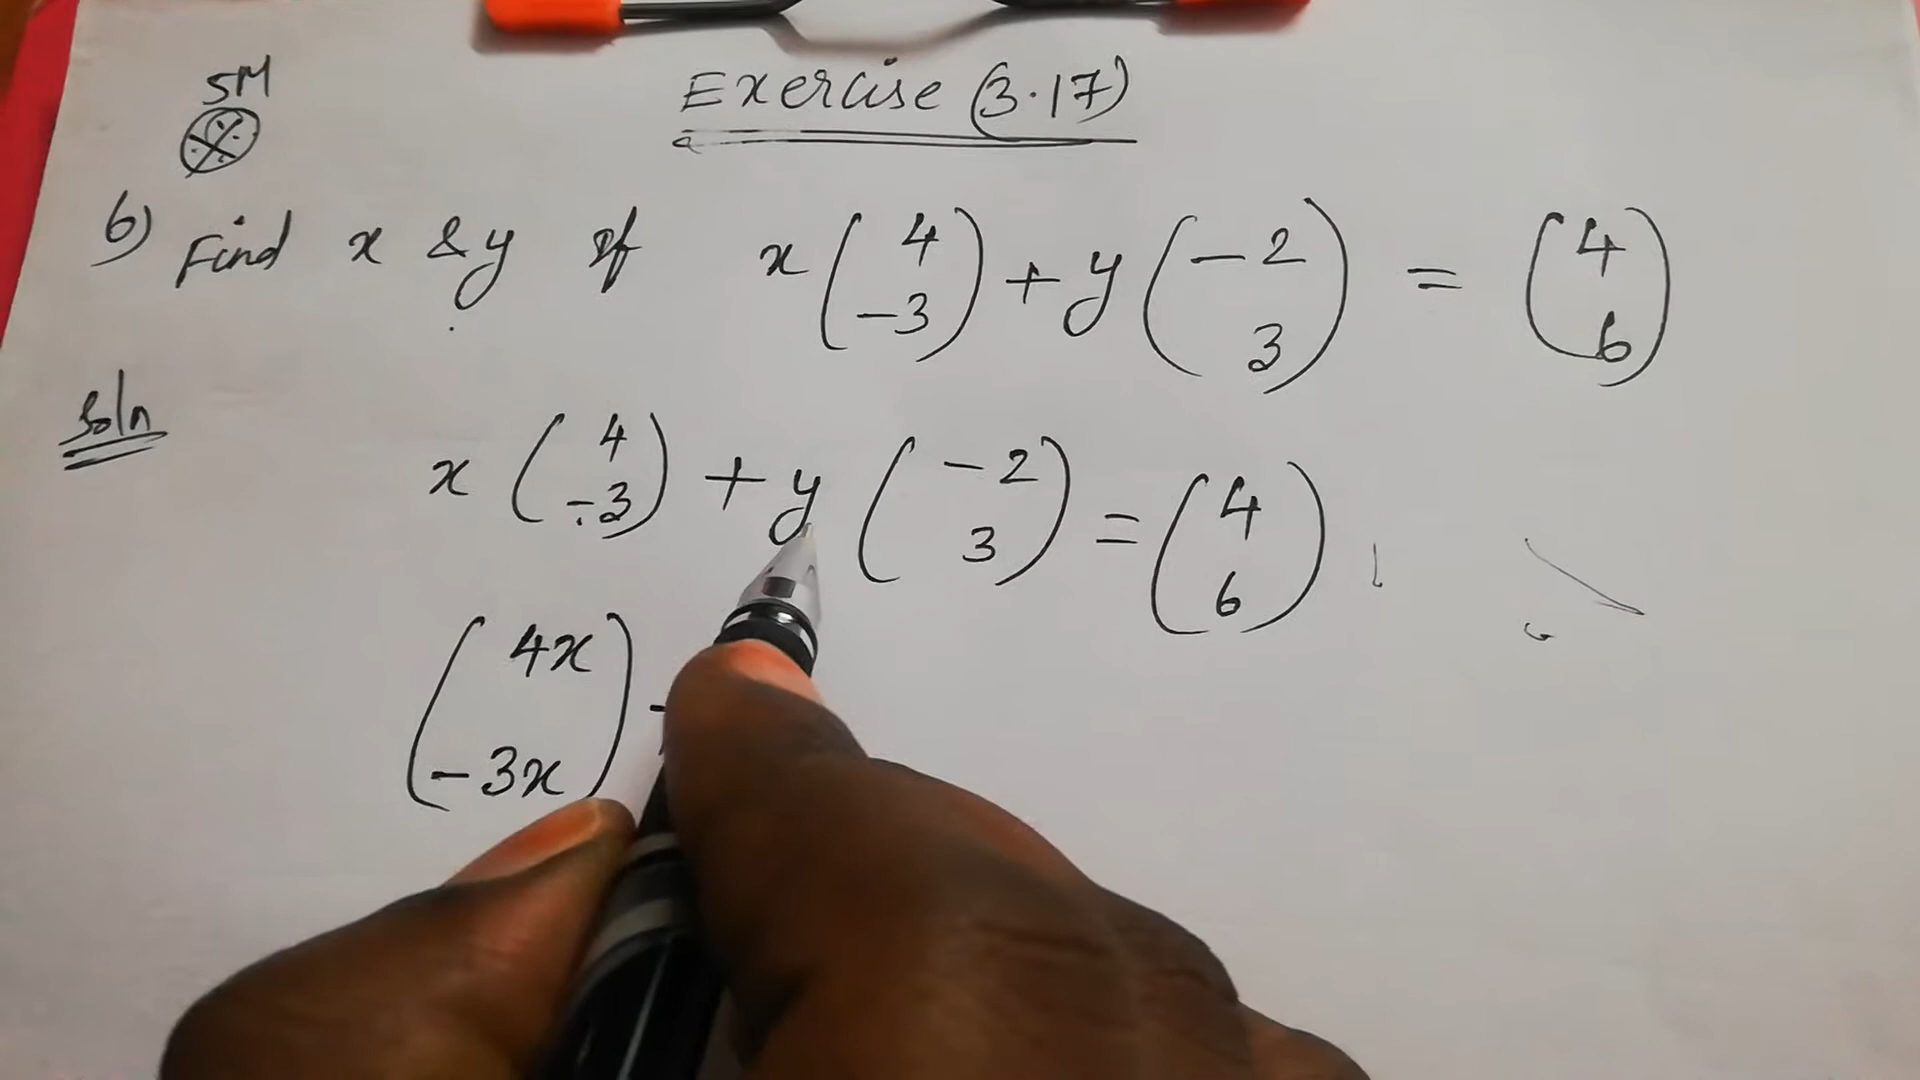 5M
Exercise (3.17)
6) Find x & y if x (4 -3) + y (-2 3) = (4 6)
Soln
x (4 -3) + y (-2 3) = (4 6)
(4x -3x)